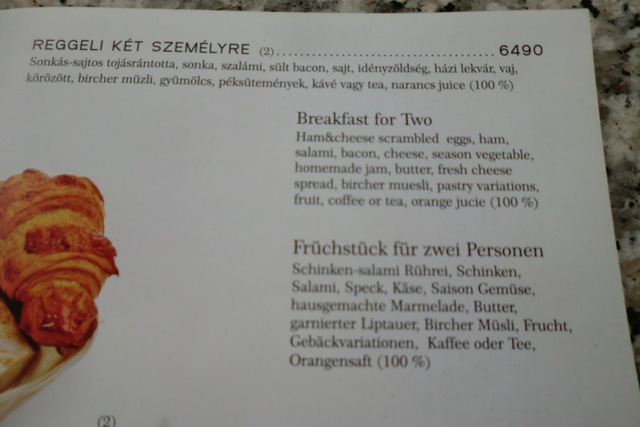 REGGELI KÉT SZEMÉLYRE (2)...................................6490
Sonkás-sajtos tojásrántotta, sonka, szalámi, sült bacon, sajt, idényzöldség, házi lekvár, vaj,
körözött, bircher müzli, gyümölcs, péksütemények, kávé vagy tea, narancs juice (100 %)
Breakfast for Two
Ham&cheese scrambled eggs, ham,
salami, bacon, cheese, season vegetable,
homemade jam, butter, fresh cheese
spread, bircher muesli, pastry variations,
fruit, coffee or tea, orange jucie (100 %)
Früchstück für zwei Personen
Schinken-salami Rührei, Schinken,
Salami, Speck, Käse, Saison Gemüse,
hausgemachte Marmelade, Butter,
garnierter Liptauer, Bircher Müsli, Frucht,
Gebäckvariationen, Kaffee oder Tee,
Orangensaft (100 %)
(2)